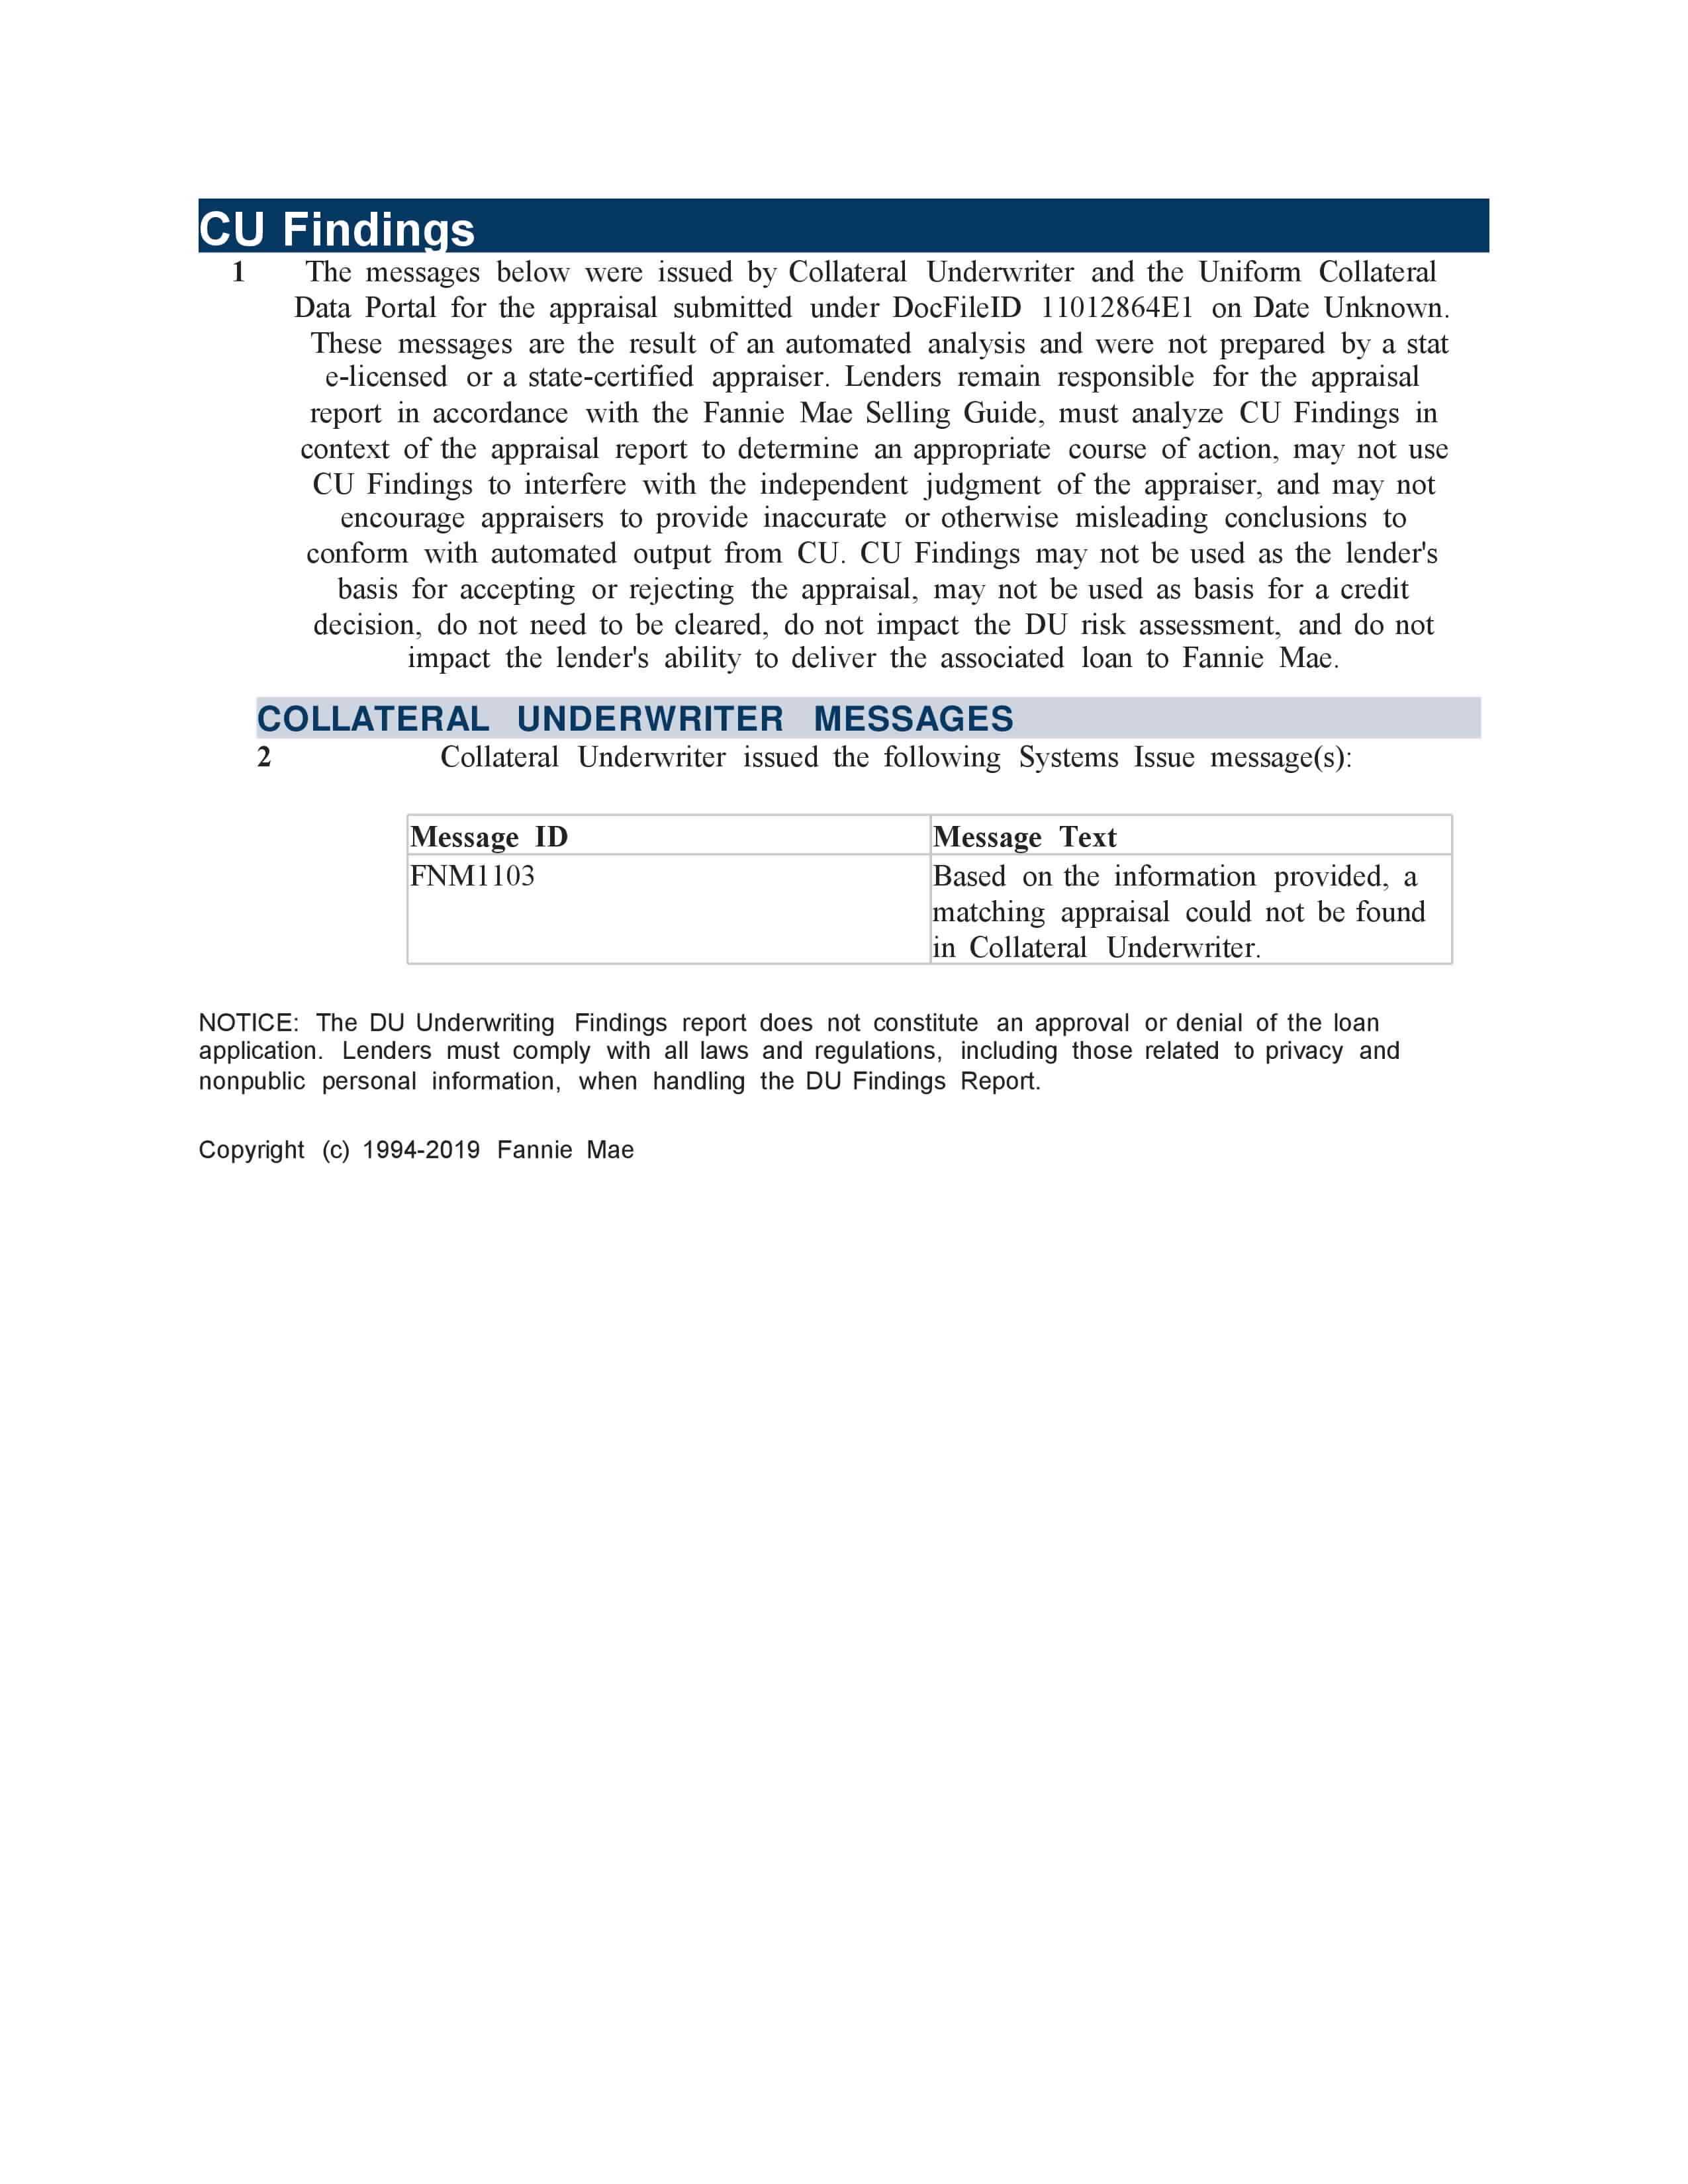 CU Findings
1 The messages below were issued by Collateral Underwriter and the Uniform Collateral
Data Portal for the appraisal submitted under DocFileID 11012864E1 on Date Unknown.
These messages are the result of an automated analysis and were not prepared by a stat
e-licensed or a state-certified appraiser. Lenders remain responsible for the appraisal
report in accordance with the Fannie Mae Selling Guide, must analyze CU Findings in
context of the appraisal report to determine an appropriate course of action, may not use
CU Findings to interfere with the independent judgment of the appraiser, and may not
encourage appraisers to provide inaccurate or otherwise misleading conclusions to
conform with automated output from CU. CU Findings may not be used as the lender's
basis for accepting or rejecting the appraisal, may not be used as basis for a credit
decision, do not need to be cleared, do not impact the DU risk assessment, and do not
impact the lender's ability to deliver the associated loan to Fannie Mae.
COLLATERAL UNDERWRITER MESSAGES
2 Collateral Underwriter issued the following Systems Issue message(s):
Message ID Message Text
FNM1103 Based on the information provided, a
matching appraisal could not be found
in Collateral Underwriter.
NOTICE: The DU Underwriting Findings report does not constitute an approval or denial of the loan
application. Lenders must comply with all laws and regulations, including those related to privacy and
nonpublic personal information, when handling the DU Findings Report.
Copyright (c) 1994-2019 Fannie Mae